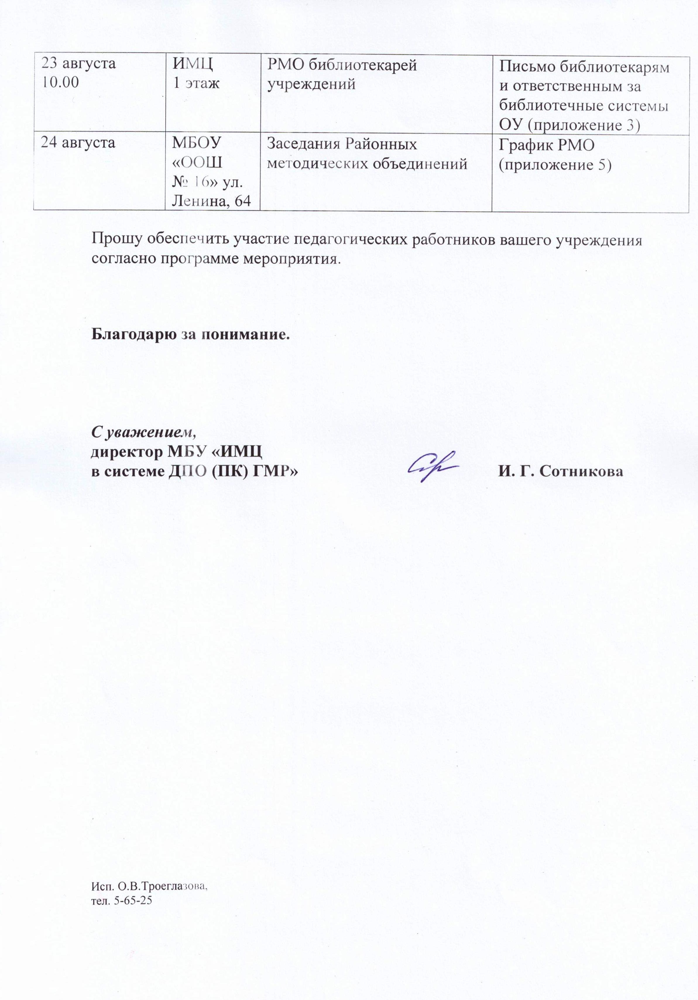 23 августа
10.00
ИМЦ
1 этаж
РМО библиотекарей
учреждений
Письмо библиотекарям
и ответственным за
библиотечные системы
ОУ (приложение 3)
24 августа
МБОУ
«ООШ
№ 16» ул.
Ленина, 64
Заседания Районных
методических объединений
График РМО
(приложение 5)
Прошу обеспечить участие педагогических работников вашего учреждения
согласно программе мероприятия.
Благодарю за понимание.
С уважением,
директор МБУ «ИМЦ
в системе ДПО (ПК) ГМР»
И. Г. Сотникова
Исп. О.В.Троеглазова,
тел. 5-65-25